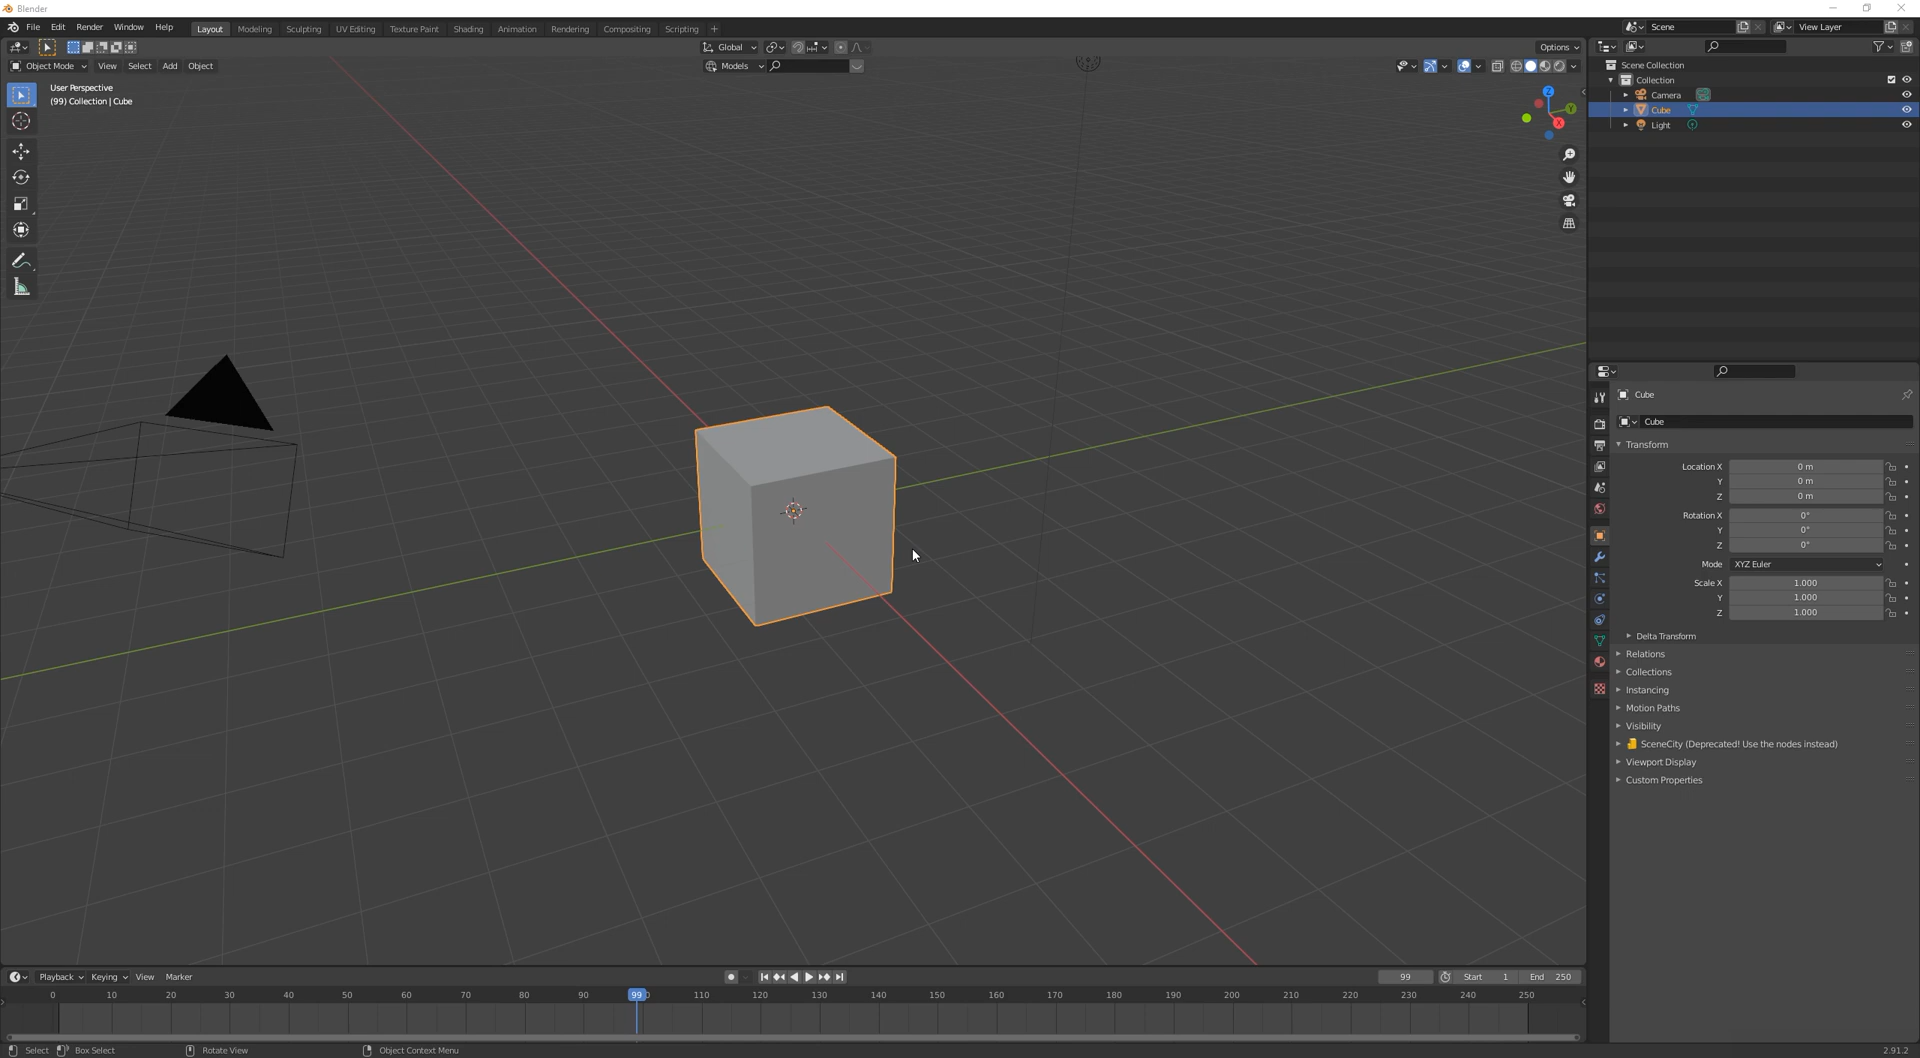 Blender
File Edit Render Window Help Layout Modeling Sculpting UV Editing Texture Paint Shading Animation Rendering Compositing Scripting + Scene View Layer
Global Options
Object Mode View Select Add Object Models
User Perspective
(99) Collection | Cube
Z
Y
X
Scene Collection
Collection
Camera
Cube
Light
Cube
Cube
Transform
Location X 0 m
Y 0 m
Z 0 m
Rotation X 0°
Y 0°
Z 0°
Mode XYZ Euler
Scale X 1.000
Y 1.000
Z 1.000
Delta Transform
Relations
Collections
Instancing
Motion Paths
Visibility
SceneCity (Deprecated! Use the nodes instead)
Viewport Display
Custom Properties
Playback Keying View Marker 99 Start 1 End 250
0 10 20 30 40 50 60 70 80 90 99 110 120 130 140 150 160 170 180 190 200 210 220 230 240 250
Select Box Select Rotate View Object Context Menu 2.91.2